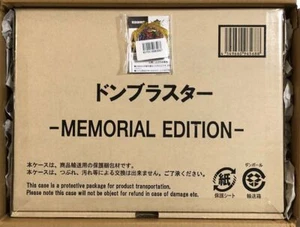 ドンブラスター
-MEMORIAL EDITION-
本ケースは、商品輸送用の保護梱包材です。
本ケースは、つぶれ、汚れ等による交換は出来ません。ご了承ください。
This case is a protective package for product transportation.
Please note this case will not be object for refund in case of damage etc.
紙
保護シート
ダンボール
輸送箱